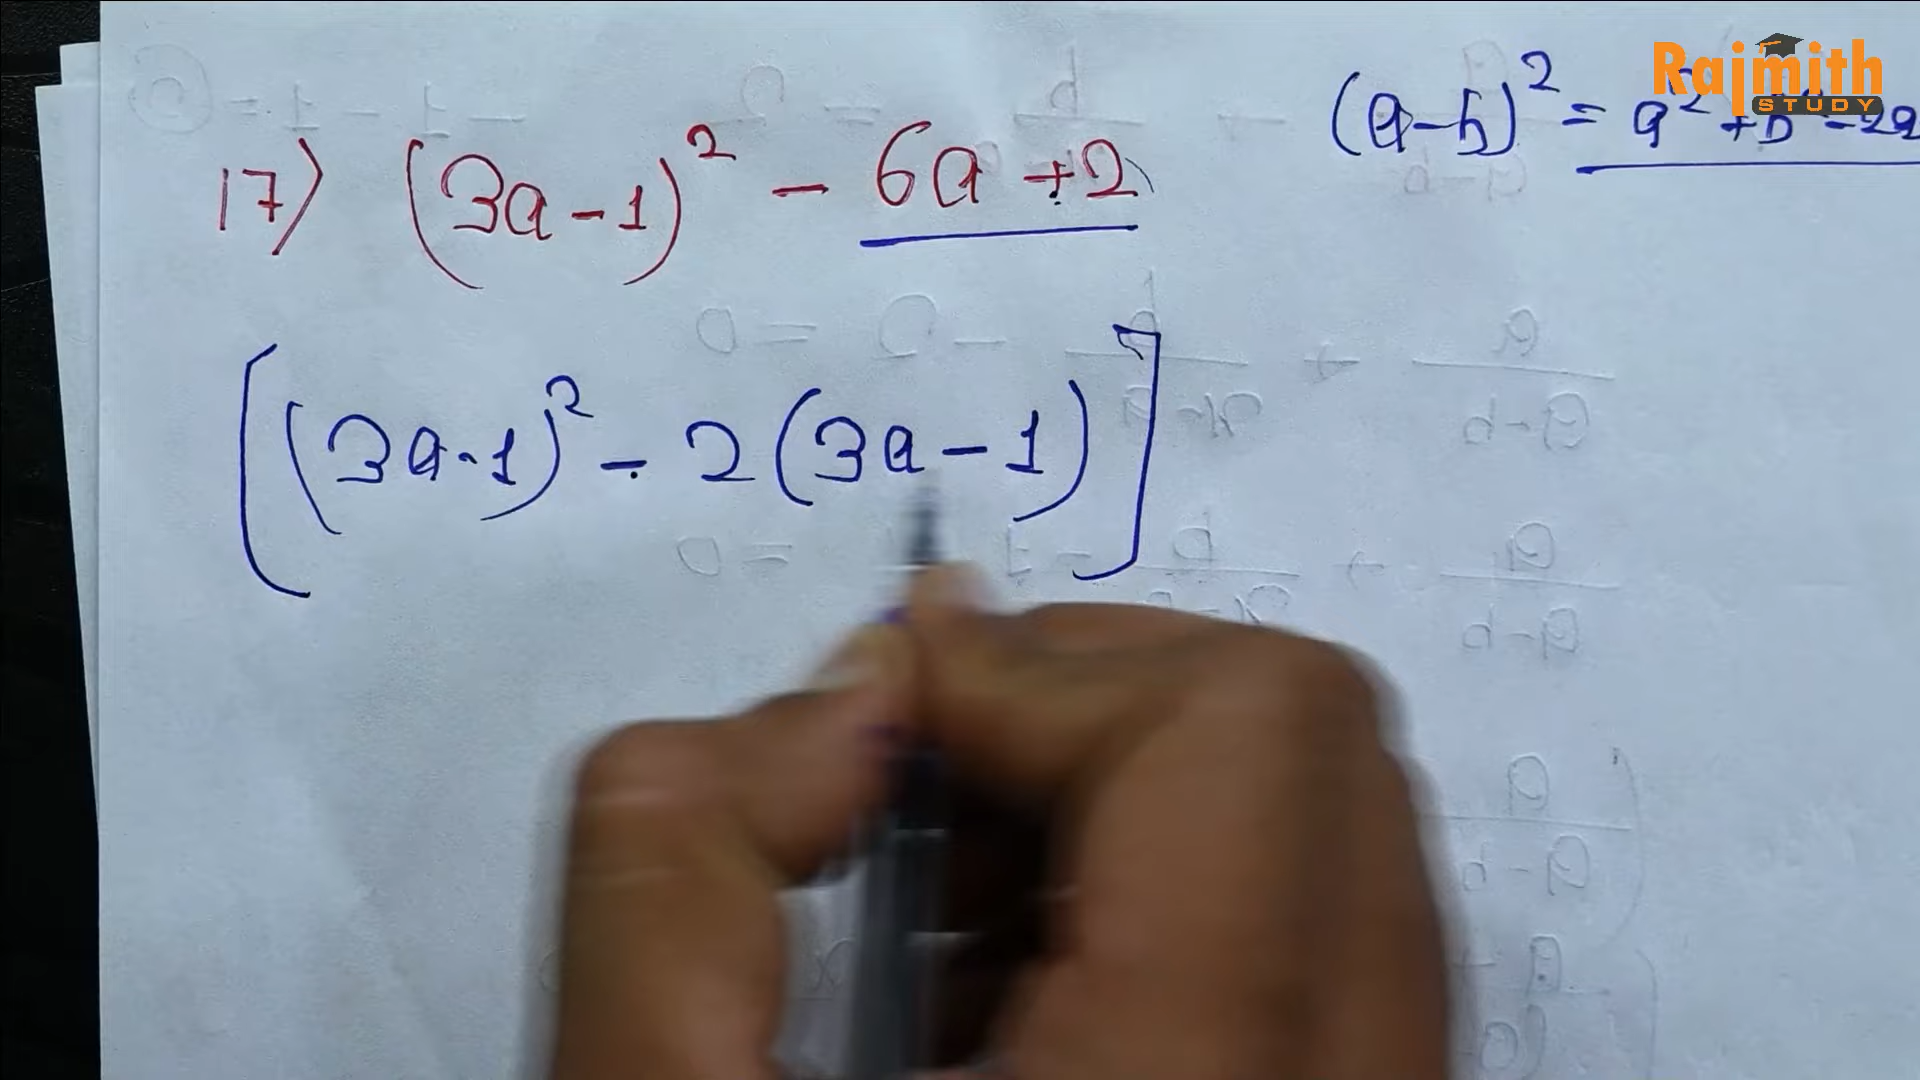 Rajmith
STUDY
(a-b)² = a²+b²-2a
17) (3a-1)² - 6a+2
[(3a-1)² - 2(3a-1)]